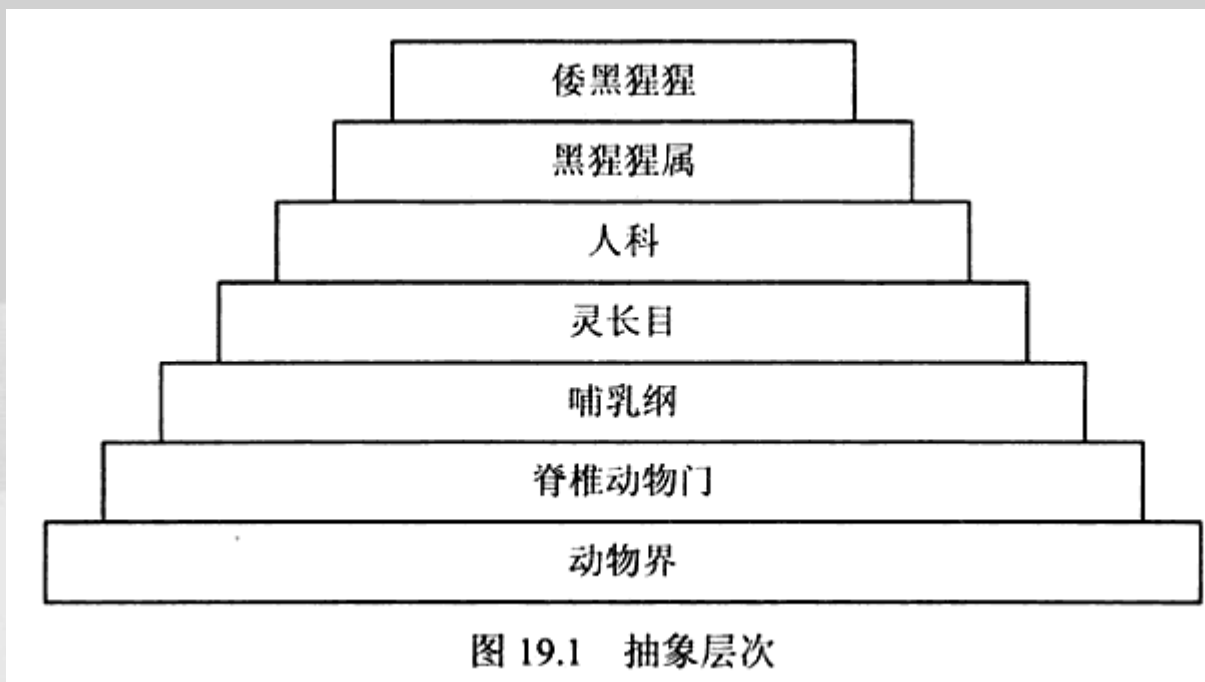 倭黑猩猩
黑猩猩属
人科
灵长目
哺乳纲
脊椎动物门
动物界
图 19.1 抽象层次